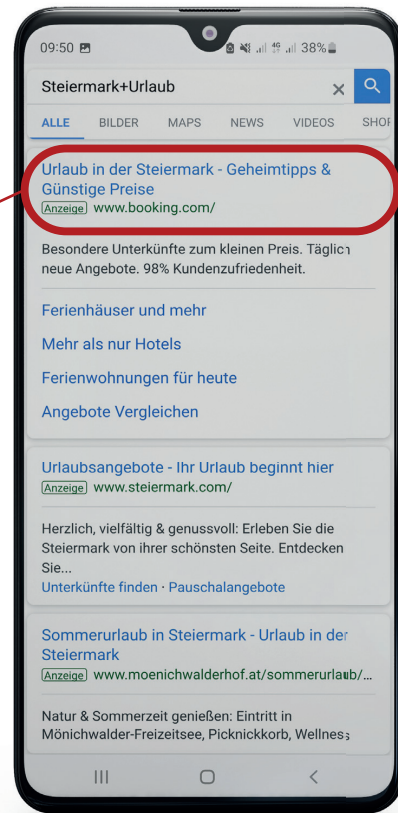 09:50 4G 38%
Steiermark+Urlaub
ALLE BILDER MAPS NEWS VIDEOS SHOP
Urlaub in der Steiermark - Geheimtipps &
Günstige Preise
Anzeige www.booking.com/
Besondere Unterkünfte zum kleinen Preis. Täglich
neue Angebote. 98% Kundenzufriedenheit.
Ferienhäuser und mehr
Mehr als nur Hotels
Ferienwohnungen für heute
Angebote Vergleichen
Urlaubsangebote - Ihr Urlaub beginnt hier
Anzeige www.steiermark.com/
Herzlich, vielfältig & genussvoll: Erleben Sie die
Steiermark von ihrer schönsten Seite. Entdecken
Sie...
Unterkünfte finden · Pauschalangebote
Sommerurlaub in Steiermark - Urlaub in der
Steiermark
Anzeige www.moenichwalderhof.at/sommerurlaub/...
Natur & Sommerzeit genießen: Eintritt in
Mönichwalder-Freizeitsee, Picknickkorb, Wellness